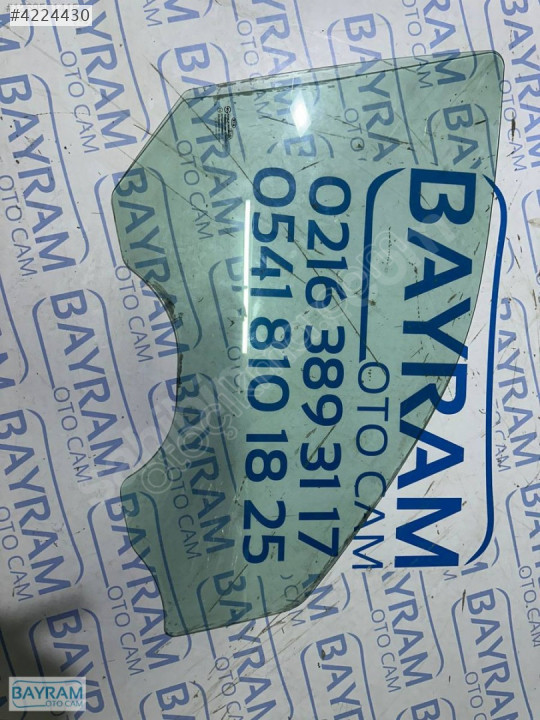 #4224430
BAYRAM
OTO CAM
0216 389 31 17
0541 810 18 25
BAYRAM
OTO CAM